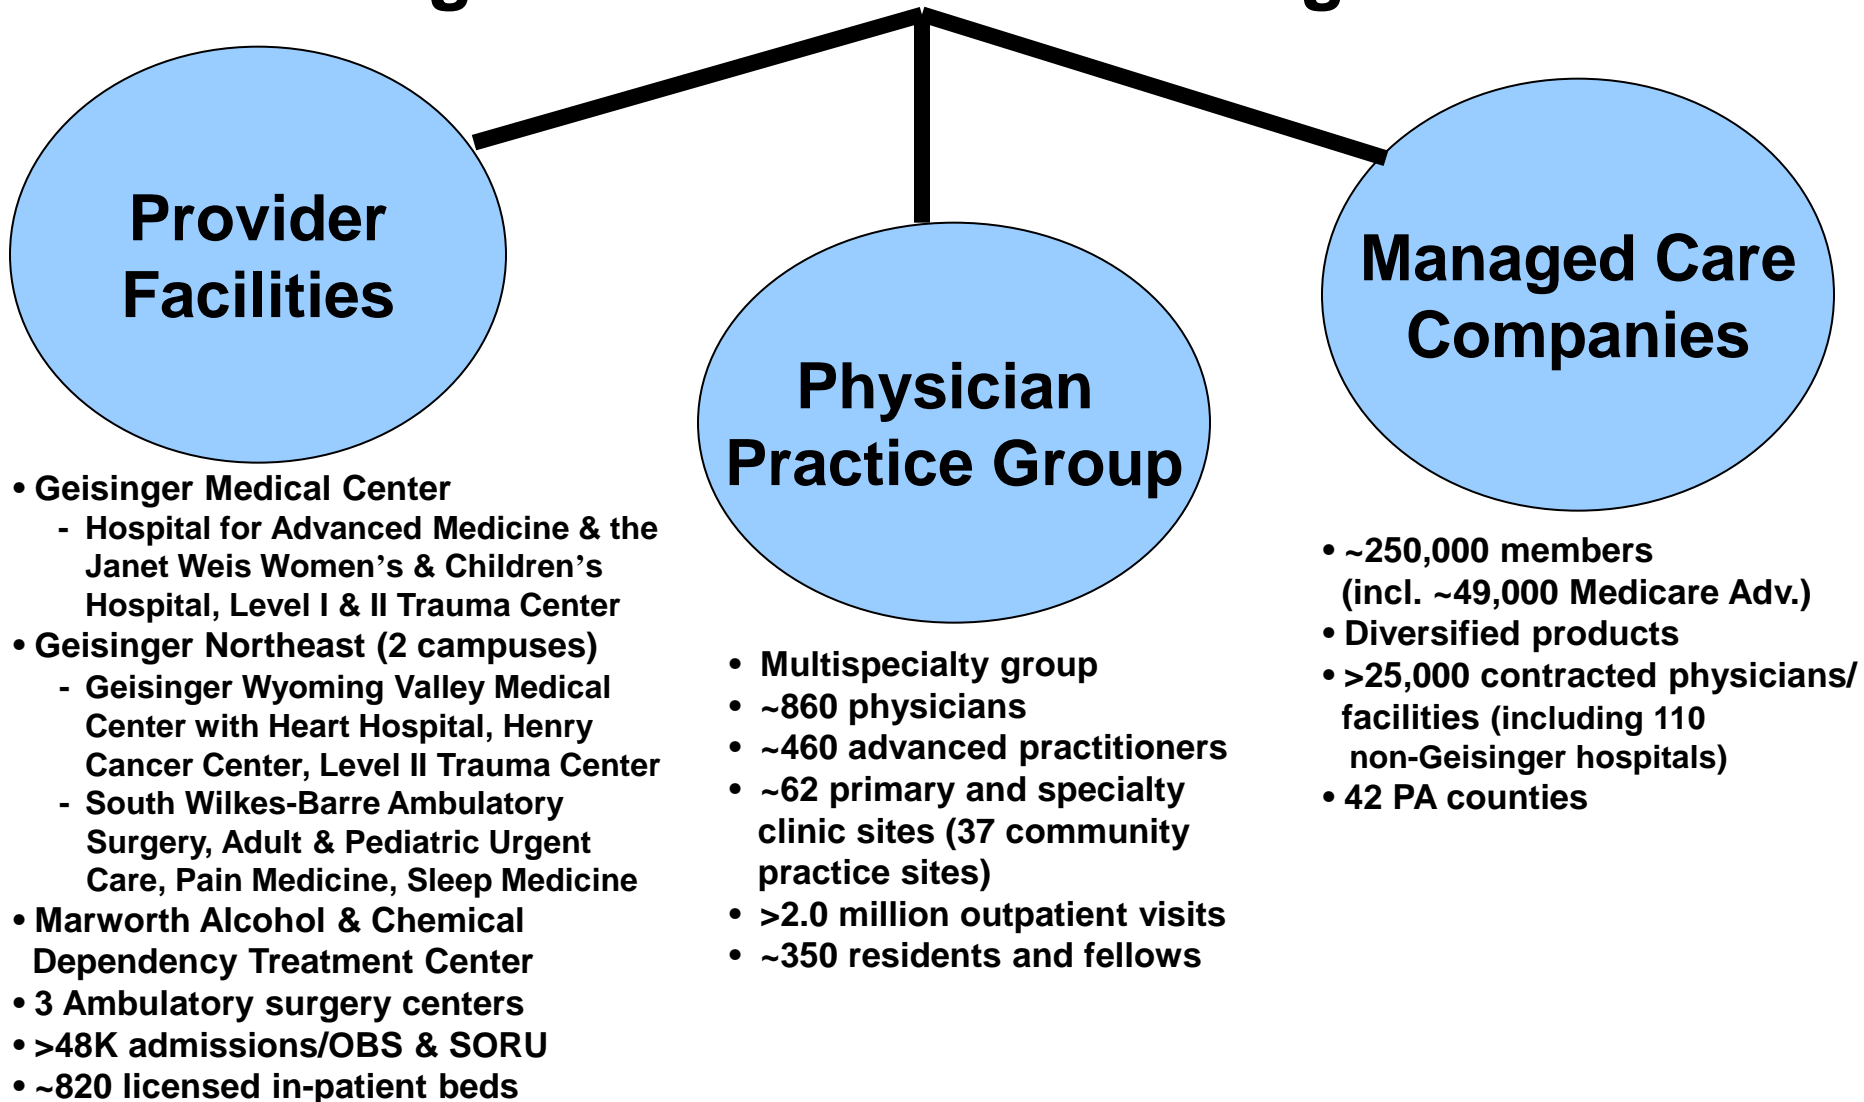 Provider
Facilities
• Geisinger Medical Center
- Hospital for Advanced Medicine & the
Janet Weis Women’s & Children’s
Hospital, Level I & II Trauma Center
• Geisinger Northeast (2 campuses)
- Geisinger Wyoming Valley Medical
Center with Heart Hospital, Henry
Cancer Center, Level II Trauma Center
- South Wilkes-Barre Ambulatory
Surgery, Adult & Pediatric Urgent
Care, Pain Medicine, Sleep Medicine
• Marworth Alcohol & Chemical
Dependency Treatment Center
• 3 Ambulatory surgery centers
• >48K admissions/OBS & SORU
• ~820 licensed in-patient beds
Physician
Practice Group
• Multispecialty group
• ~860 physicians
• ~460 advanced practitioners
• ~62 primary and specialty
clinic sites (37 community
practice sites)
• >2.0 million outpatient visits
• ~350 residents and fellows
Managed Care
Companies
• ~250,000 members
(incl. ~49,000 Medicare Adv.)
• Diversified products
• >25,000 contracted physicians/
facilities (including 110
non-Geisinger hospitals)
• 42 PA counties